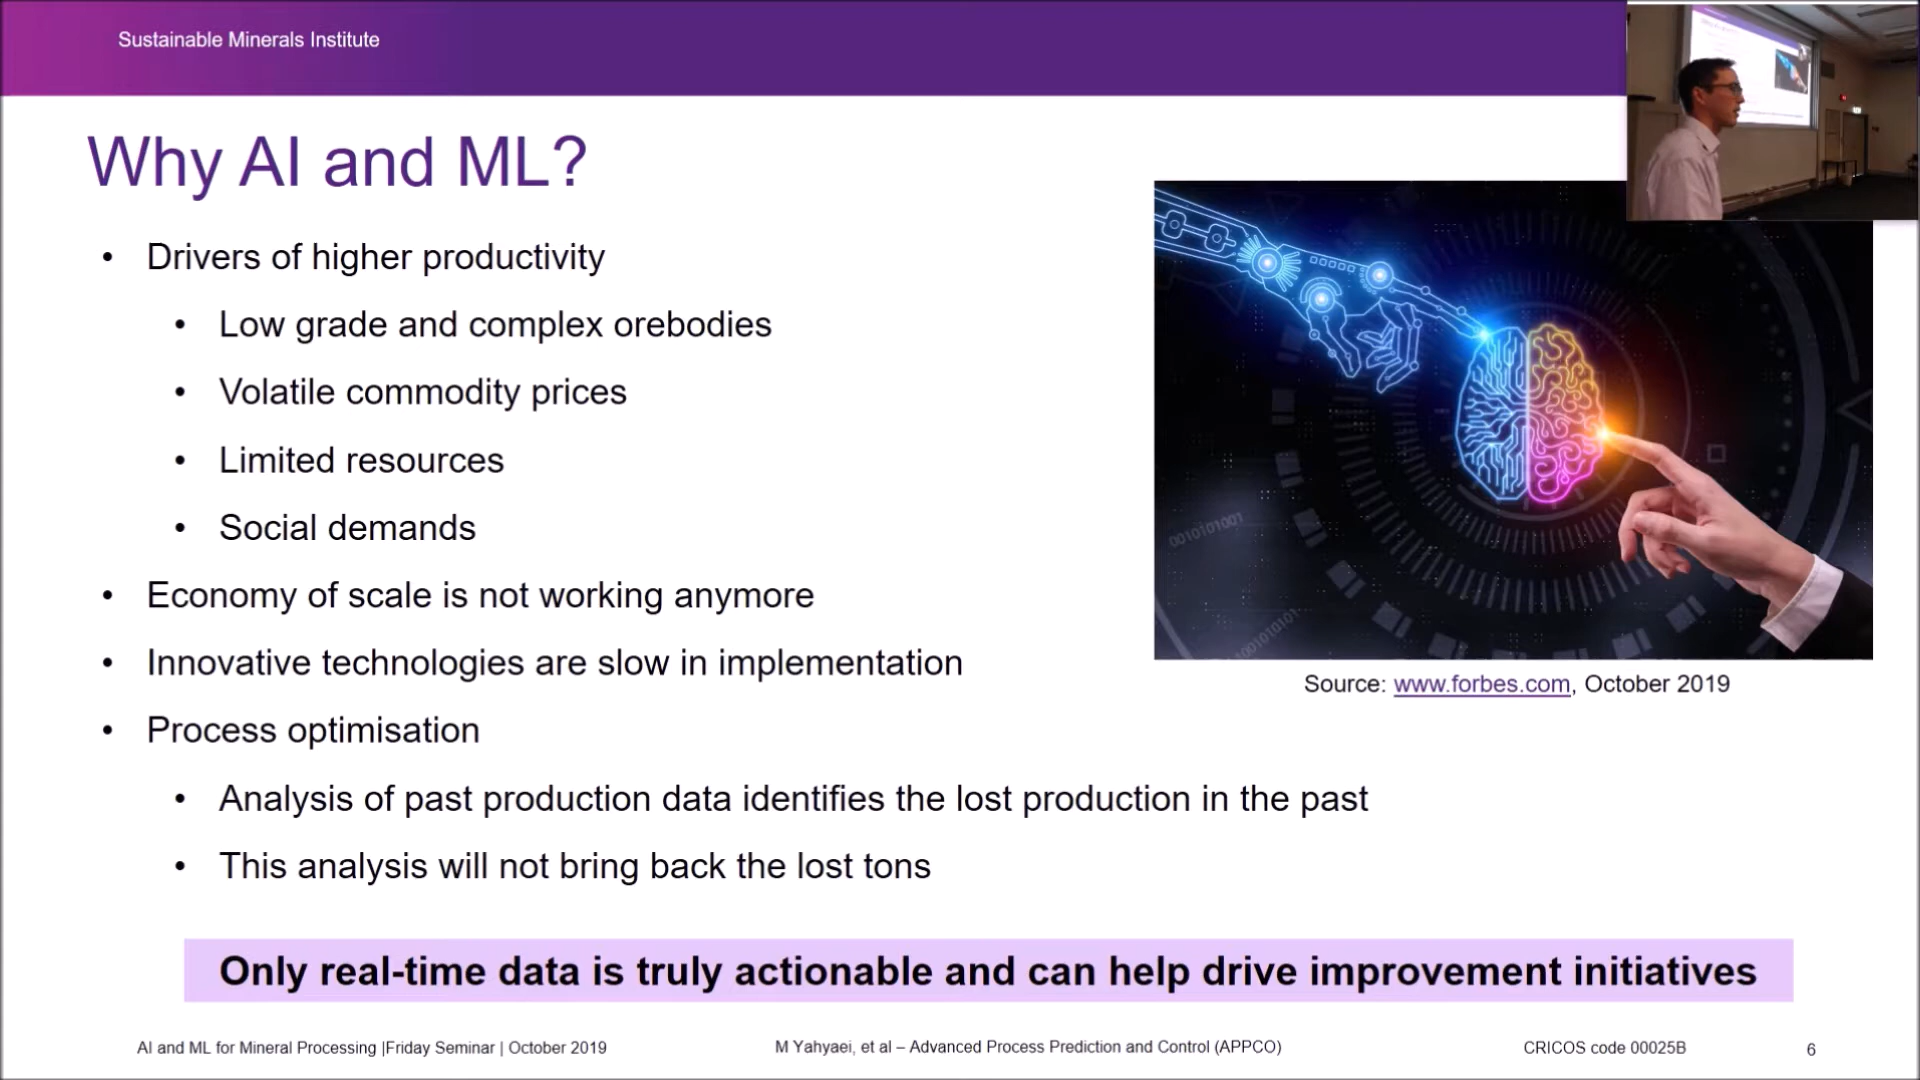 Sustainable Minerals Institute
Why AI and ML?
• Drivers of higher productivity
• Low grade and complex orebodies
• Volatile commodity prices
• Limited resources
• Social demands
• Economy of scale is not working anymore
• Innovative technologies are slow in implementation
• Process optimisation
• Analysis of past production data identifies the lost production in the past
• This analysis will not bring back the lost tons
0010101001
Source: www.forbes.com, October 2019
Only real-time data is truly actionable and can help drive improvement initiatives
AI and ML for Mineral Processing |Friday Seminar | October 2019
M Yahyaei, et al – Advanced Process Prediction and Control (APPCO)
CRICOS code 00025B
6